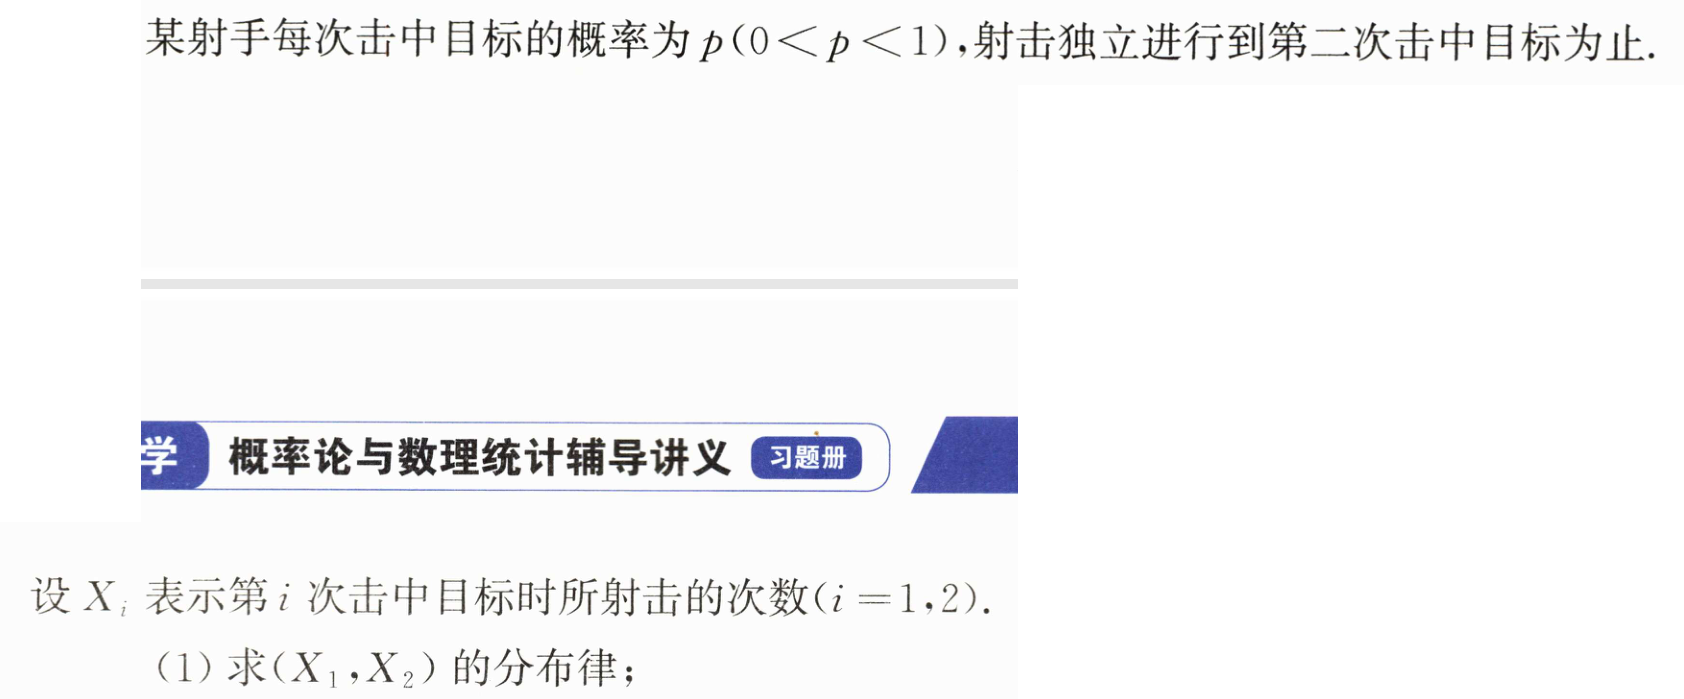 某射手每次击中目标的概率为p(0<p<1),射击独立进行到第二次击中目标为止.
学 概率论与数理统计辅导讲义 习题册
设 X_i 表示第 i 次击中目标时所射击的次数(i=1,2).
(1) 求(X_1,X_2) 的分布律;